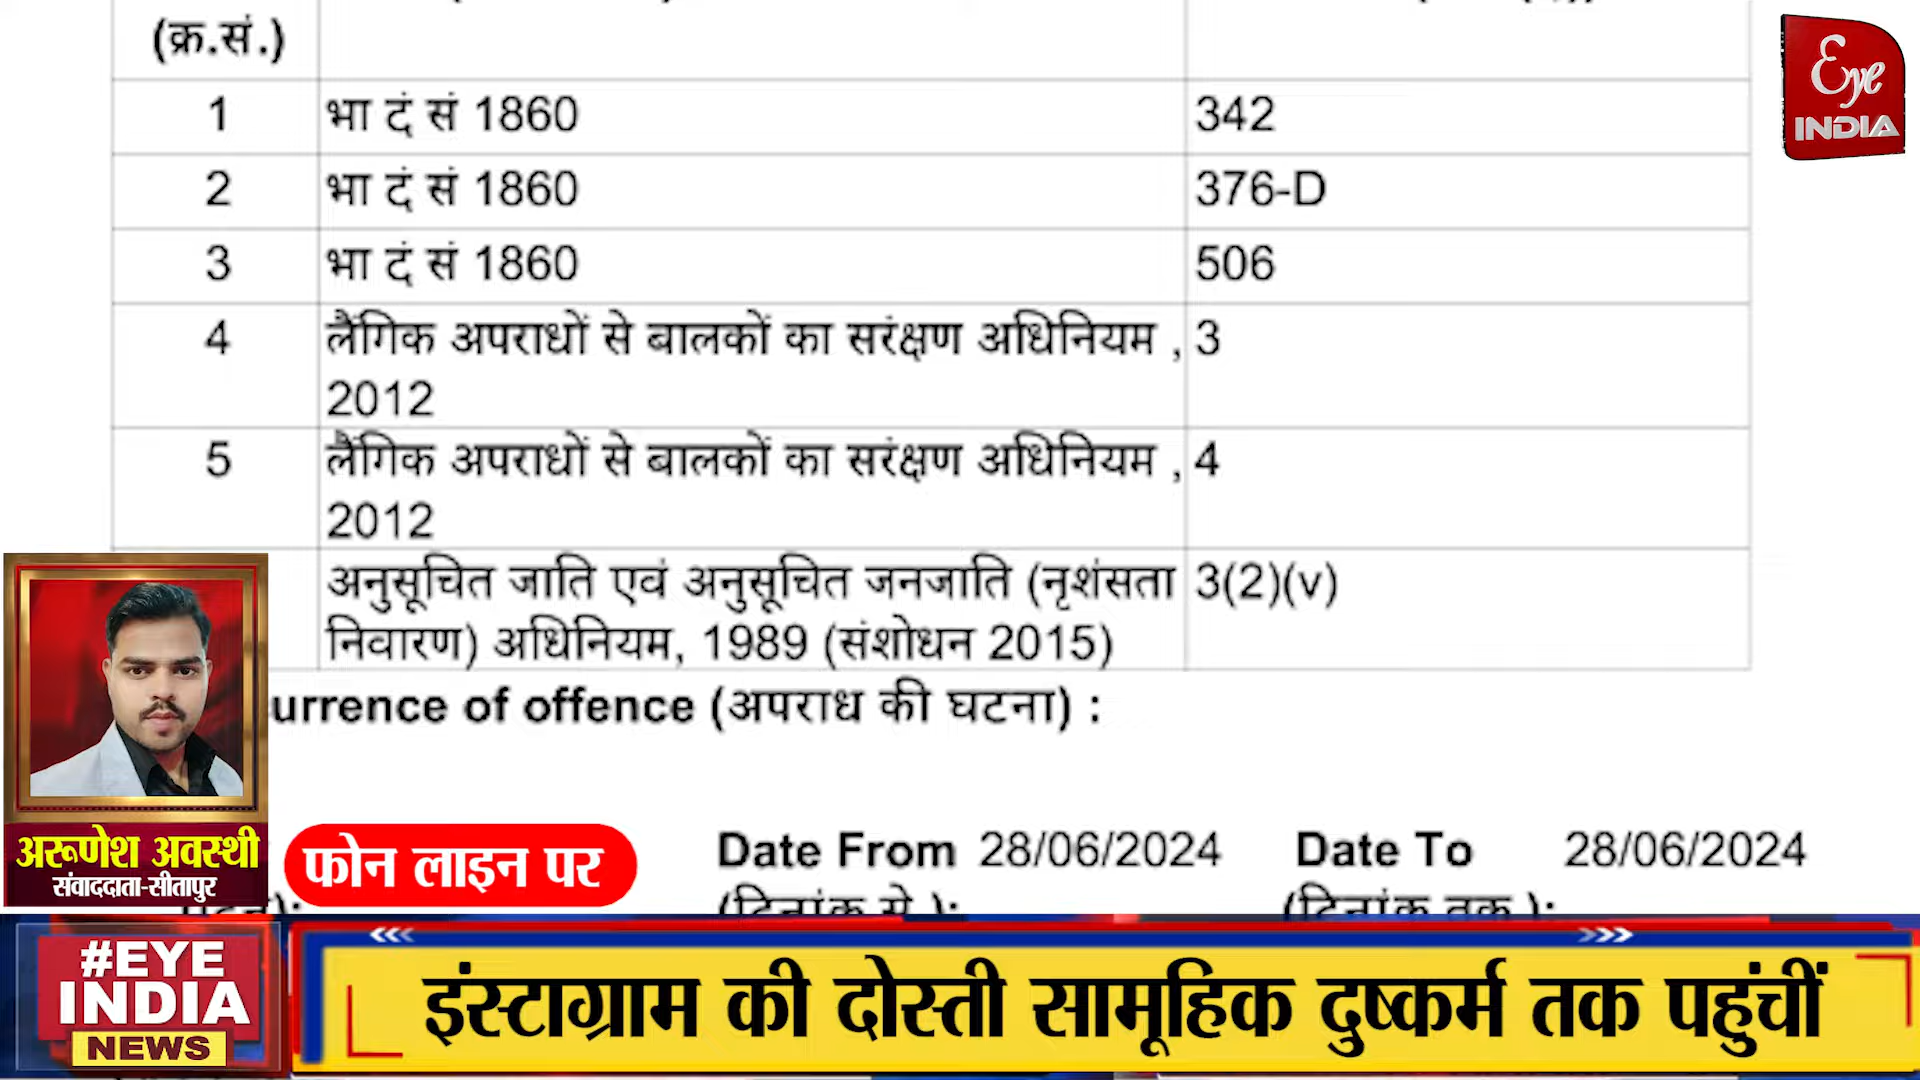 (क्र.सं.)
1 भा दं सं 1860 342
2 भा दं सं 1860 376-D
3 भा दं सं 1860 506
4 लैंगिक अपराधों से बालकों का सरंक्षण अधिनियम , 3
2012
5 लैंगिक अपराधों से बालकों का सरंक्षण अधिनियम , 4
2012
अनुसूचित जाति एवं अनुसूचित जनजाति (नृशंसता 3(2)(v)
निवारण) अधिनियम, 1989 (संशोधन 2015)
urrence of offence (अपराध की घटना) :
Date From 28/06/2024 Date To 28/06/2024
(दिनांक से ): (दिनांक तक ):
Eye
INDIA
अरूणेश अवस्थी
संवाददाता-सीतापुर
फोन लाइन पर
#EYE
INDIA
NEWS
इंस्टाग्राम की दोस्ती सामूहिक दुष्कर्म तक पहुंचीं